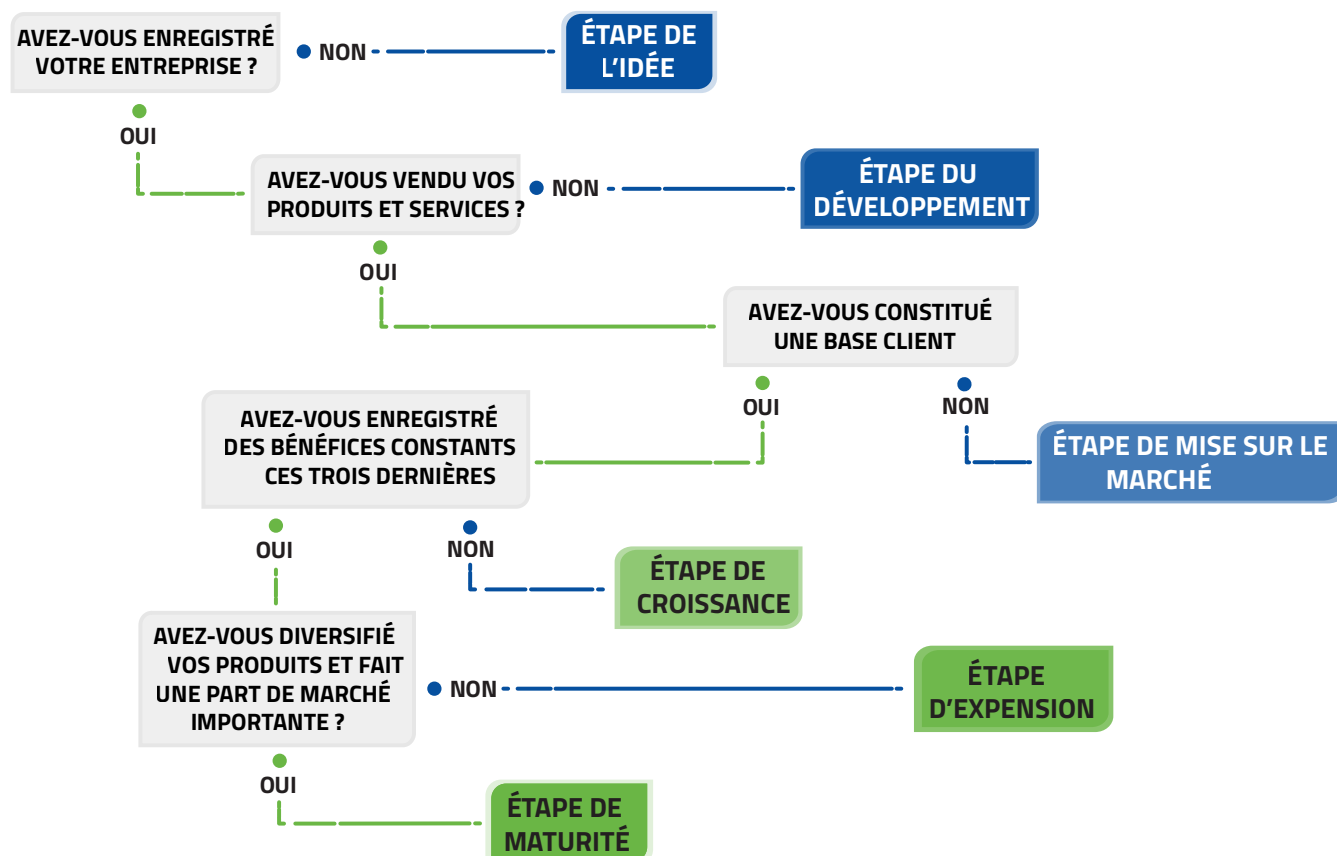 AVEZ-VOUS ENREGISTRÉ
VOTRE ENTREPRISE ?
NON
ÉTAPE DE
L'IDÉE
OUI
AVEZ-VOUS VENDU VOS
PRODUITS ET SERVICES ?
NON
ÉTAPE DU
DÉVELOPPEMENT
OUI
AVEZ-VOUS CONSTITUÉ
UNE BASE CLIENT
OUI
NON
ÉTAPE DE MISE SUR LE
MARCHÉ
AVEZ-VOUS ENREGISTRÉ
DES BÉNÉFICES CONSTANTS
CES TROIS DERNIÈRES
OUI
NON
ÉTAPE DE
CROISSANCE
AVEZ-VOUS DIVERSIFIÉ
VOS PRODUITS ET FAIT
UNE PART DE MARCHÉ
IMPORTANTE ?
NON
ÉTAPE
D'EXPENSION
OUI
ÉTAPE DE
MATURITÉ